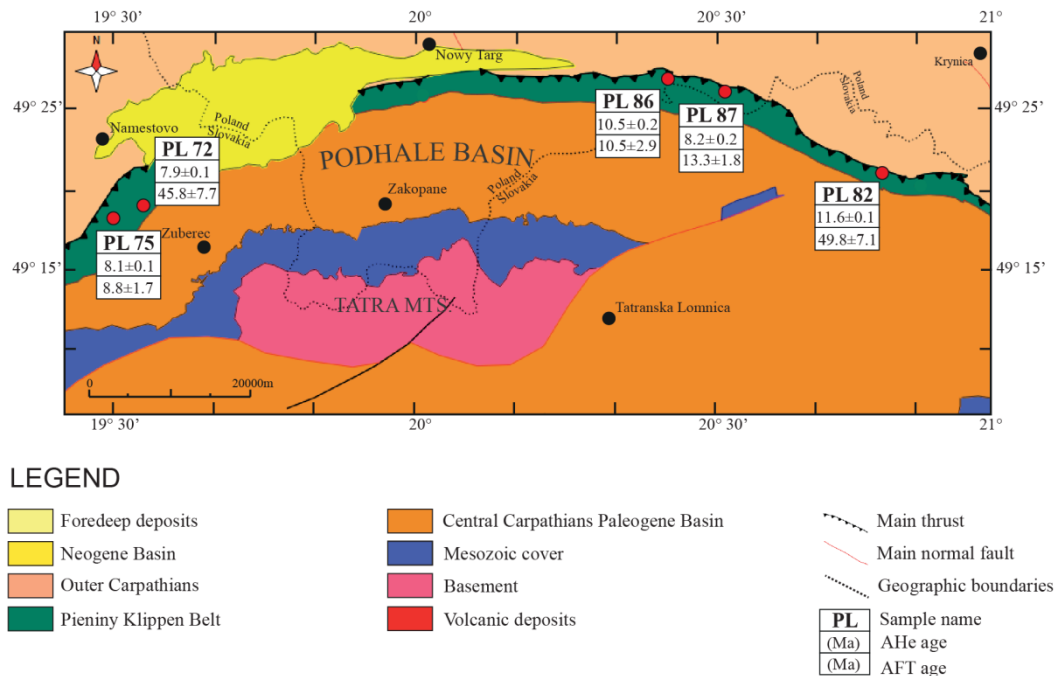 19° 30’
20°
20° 30’
21°
N
Nowy Targ
Krynica
49° 25’
49° 25’
Namestovo
Poland
Slovakia
Poland
Slovakia
PL 86
10.5±0.2
10.5±2.9
PL 87
8.2±0.2
13.3±1.8
PL 72
7.9±0.1
45.8±7.7
PODHALE BASIN
Poland
Slovakia
Zakopane
PL 82
11.6±0.1
49.8±7.1
Zuberec
PL 75
8.1±0.1
8.8±1.7
49° 15’
49° 15’
TATRA MTS.
Tatranska Lomnica
0
20000m
19° 30’
20°
20° 30’
21°
LEGEND
Foredeep deposits
Neogene Basin
Outer Carpathians
Pieniny Klippen Belt
Central Carpathians Paleogene Basin
Mesozoic cover
Basement
Volcanic deposits
Main thrust
Main normal fault
Geographic boundaries
PL Sample name
(Ma) AHe age
(Ma) AFT age